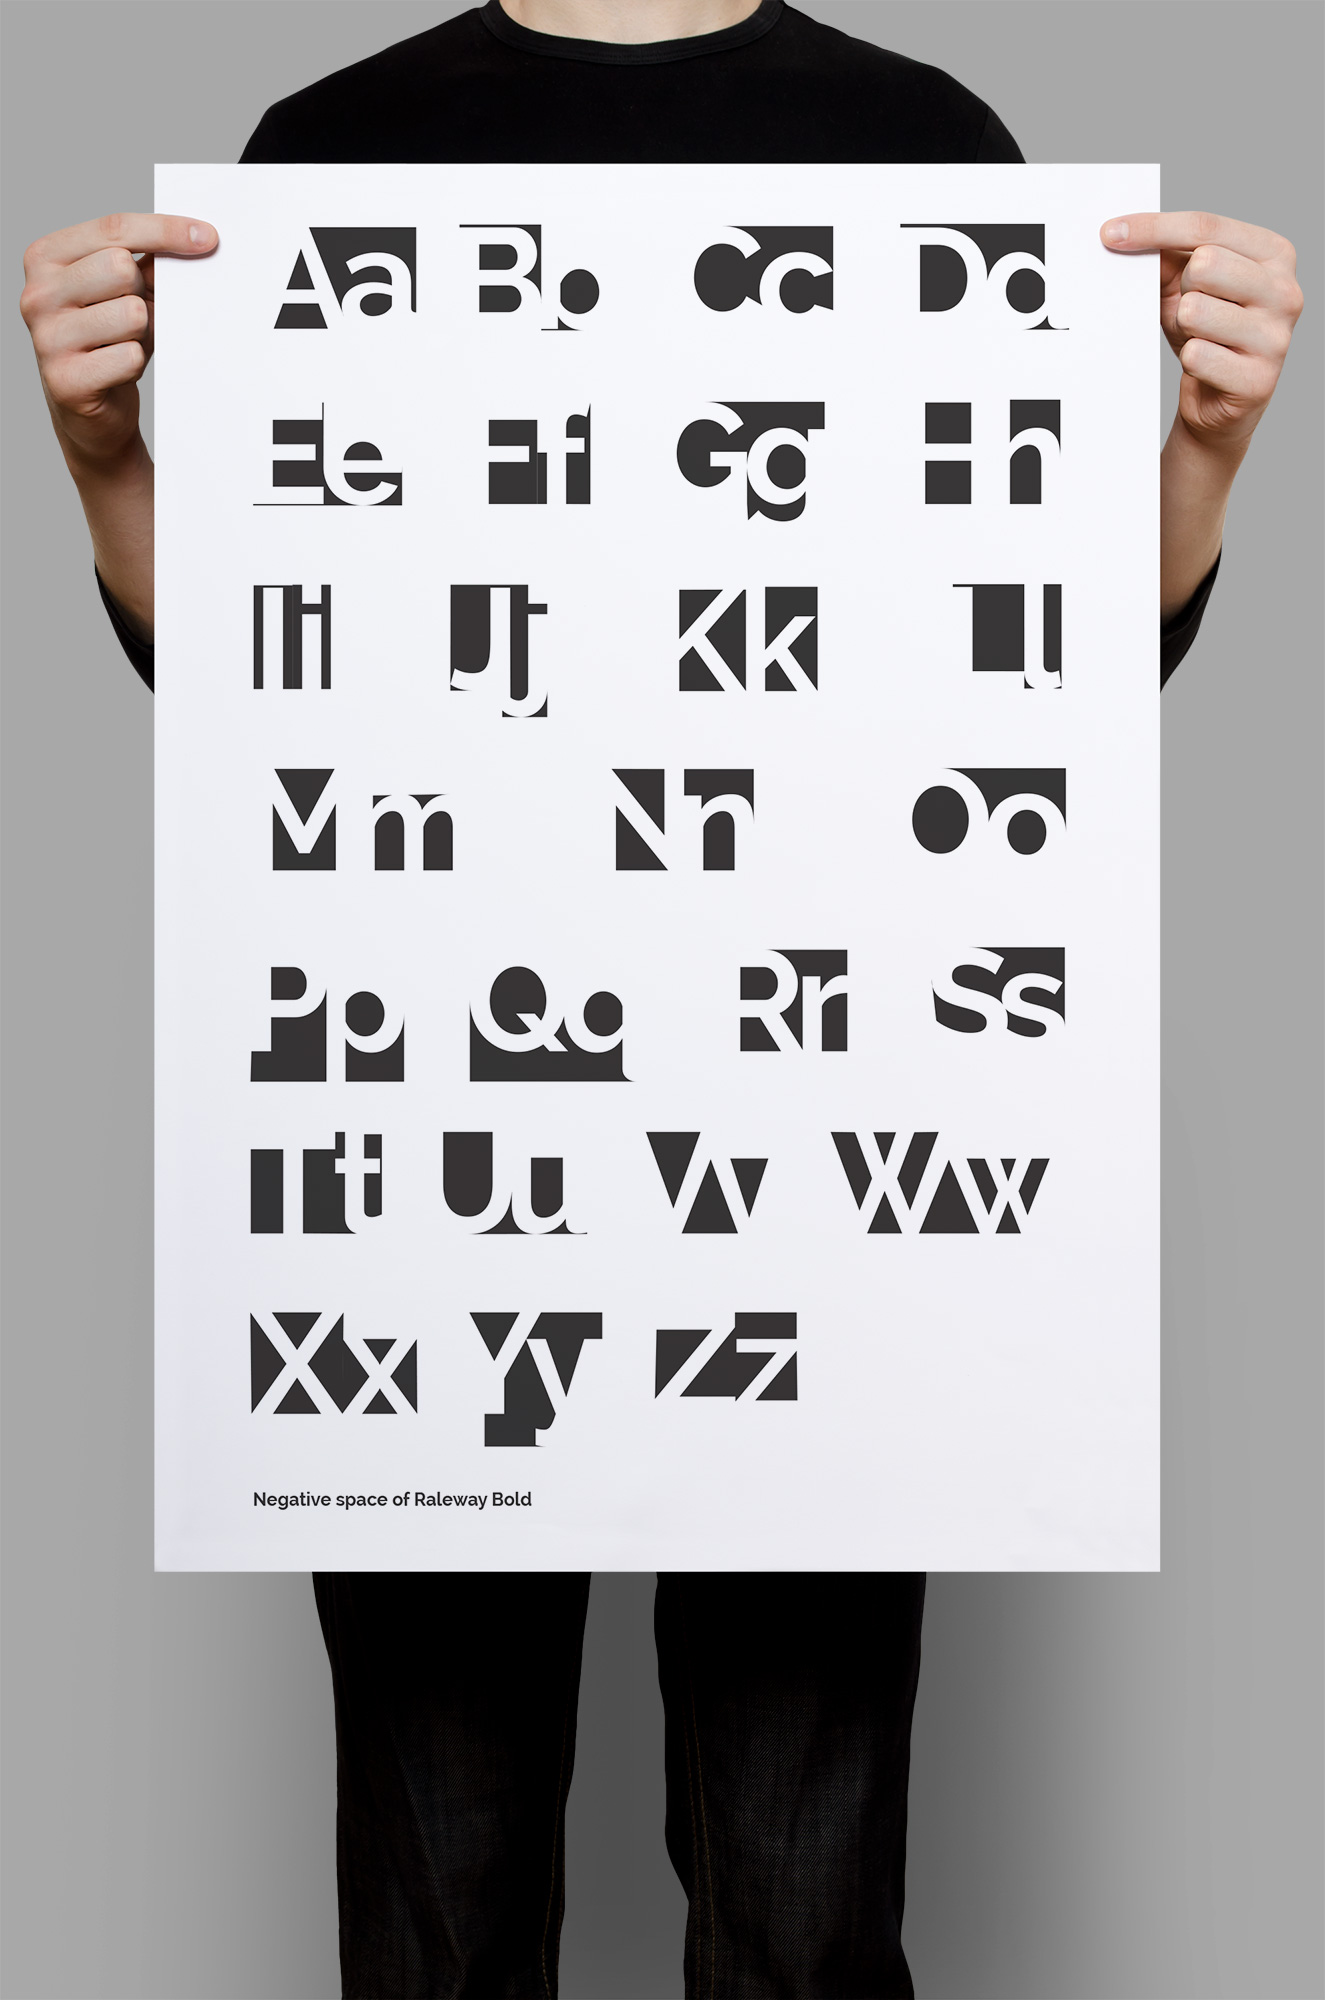 Aa Bb Cc Dd
Ee Ff Gg Hh
Ii Jj Kk Ll
Mm Nn Oo
Pp Qq Rr Ss
Tt Uu Vv Ww
Xx Yy Zz
Negative space of Raleway Bold